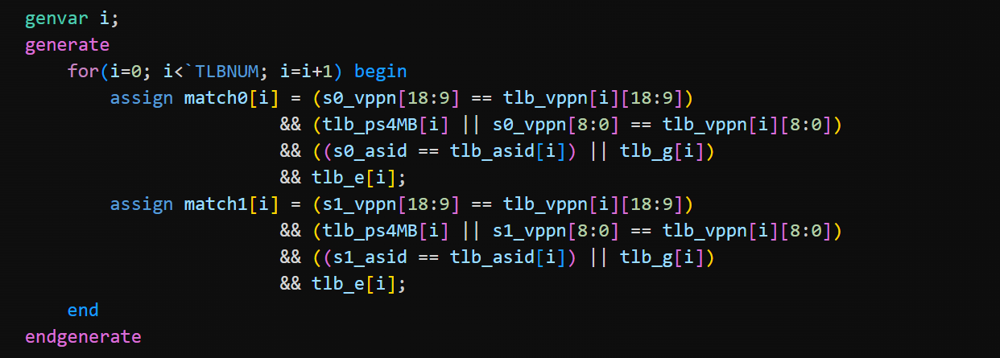 genvar i;
generate
    for(i=0; i<`TLBNUM; i=i+1) begin
        assign match0[i] = (s0_vppn[18:9] == tlb_vppn[i][18:9])
                        && (tlb_ps4MB[i] || s0_vppn[8:0] == tlb_vppn[i][8:0])
                        && ((s0_asid == tlb_asid[i]) || tlb_g[i])
                        && tlb_e[i];
        assign match1[i] = (s1_vppn[18:9] == tlb_vppn[i][18:9])
                        && (tlb_ps4MB[i] || s1_vppn[8:0] == tlb_vppn[i][8:0])
                        && ((s1_asid == tlb_asid[i]) || tlb_g[i])
                        && tlb_e[i];
    end
endgenerate